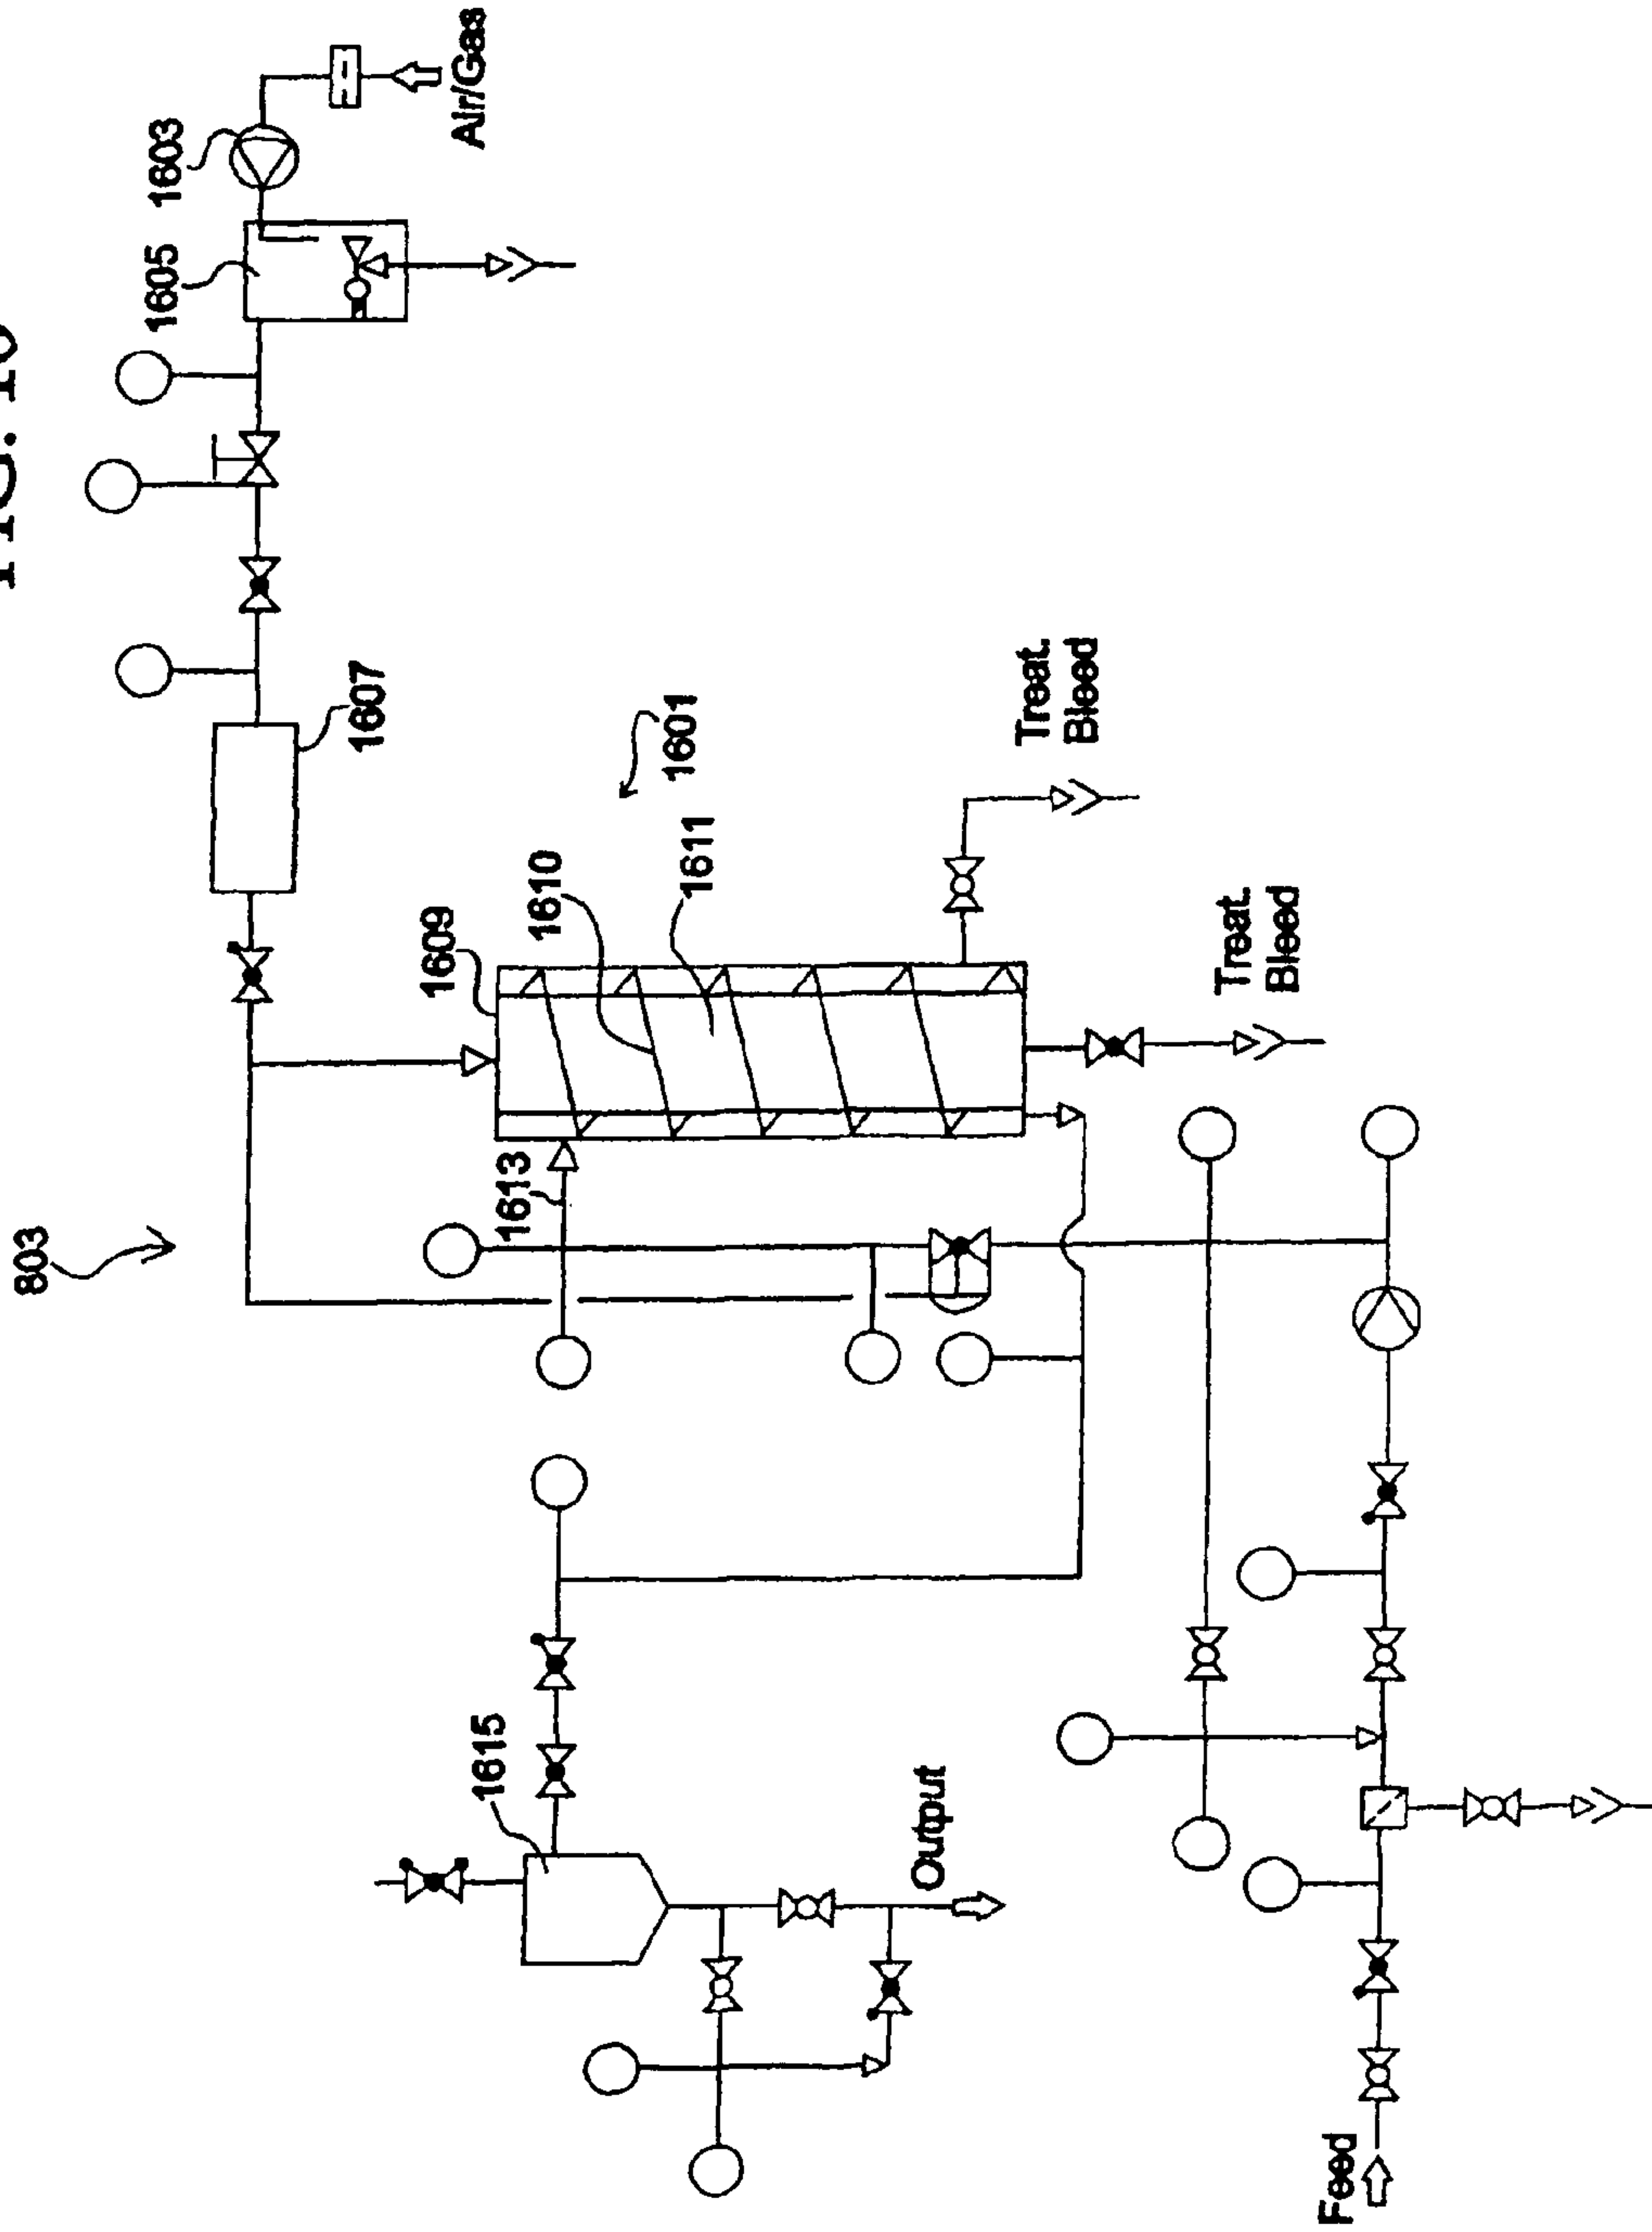 FIG. 16
803
1603
1605
Air/Gas
1607
1601
1609
1610
1611
1613
Treat.
Bleed
Treat.
Bleed
1615
Output
Feed